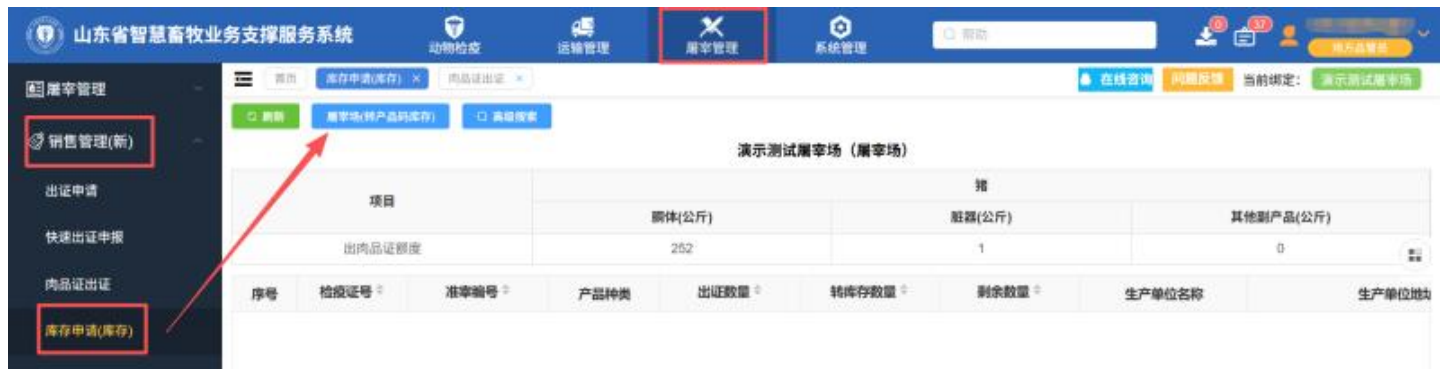 山东省智慧畜牧业务支撑服务系统
动物检疫
运输管理
屠宰管理
系统管理
帮助
37
屠宰管理
首页
库存申请(库存) ×
肉品证出证 ×
在线咨询
问题反馈
当前绑定:
演示测试屠宰场
刷新
屠宰场(转产品码库存)
高级搜索
销售管理(新)
演示测试屠宰场（屠宰场）
出证申请
项目
猪
胴体(公斤)
脏器(公斤)
其他副产品(公斤)
快速出证申报
出肉品证额度
252
1
0
肉品证出证
序号
检疫证号
准宰编号
产品种类
出证数量
转库存数量
剩余数量
生产单位名称
生产单位地
库存申请(库存)